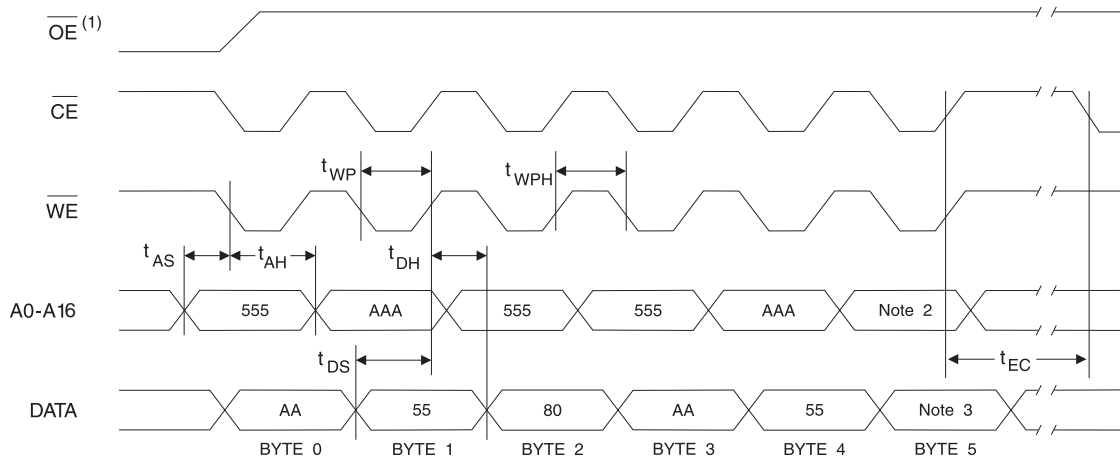 OE (1)
CE
t WP
t WPH
WE
t AS
t AH
t DH
A0-A16
555
AAA
555
555
AAA
Note 2
t DS
t EC
DATA
AA
55
80
AA
55
Note 3
BYTE 0
BYTE 1
BYTE 2
BYTE 3
BYTE 4
BYTE 5